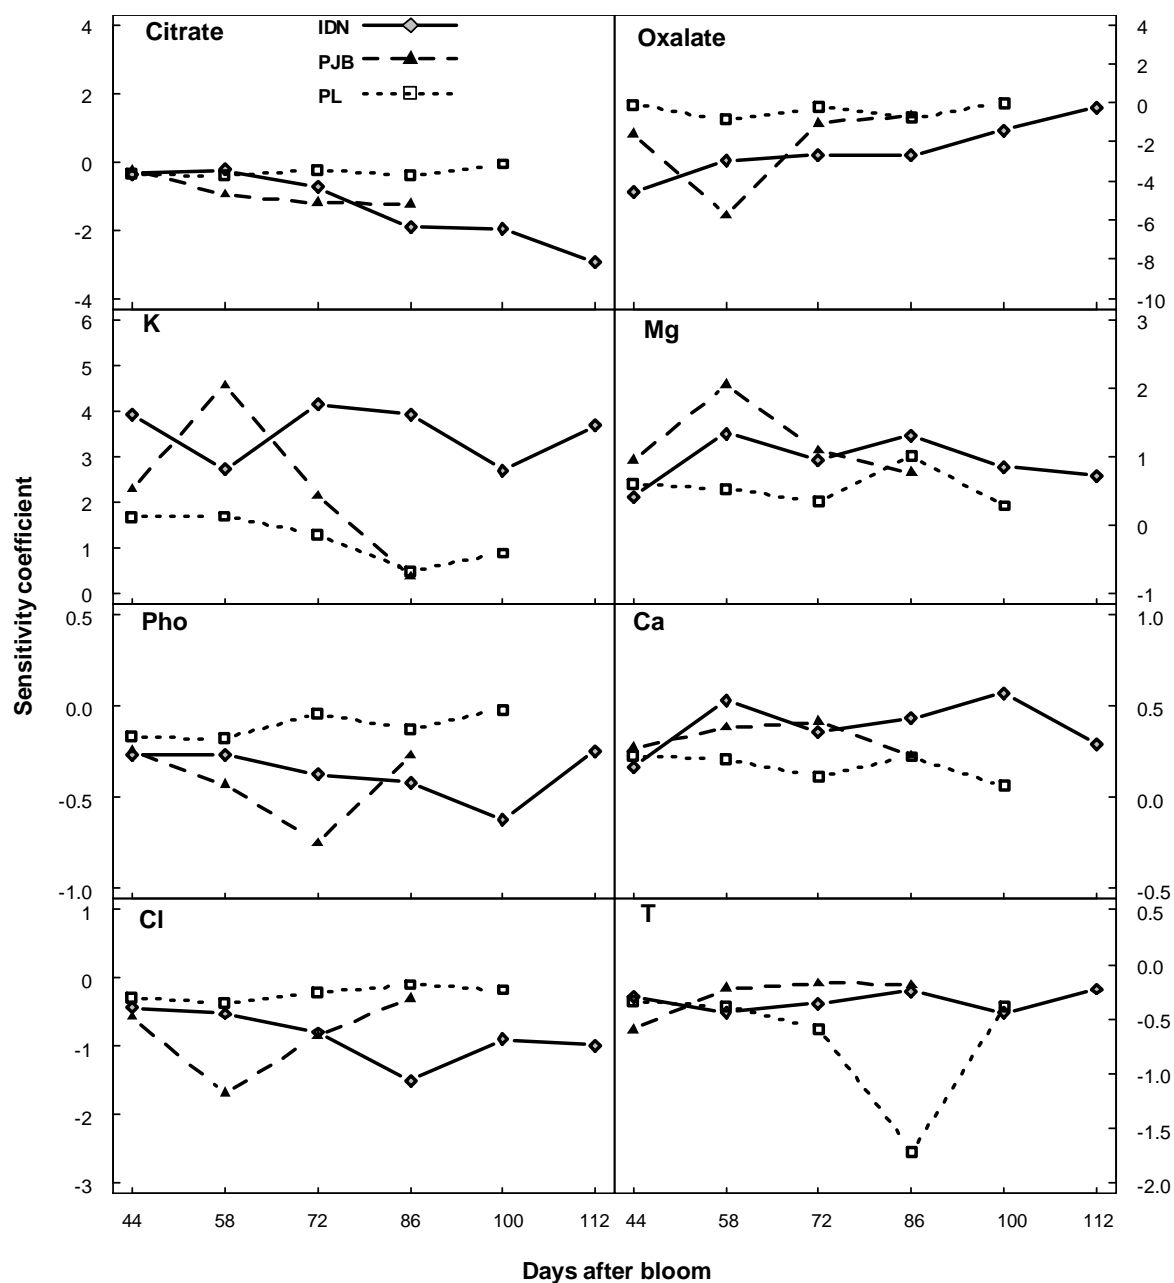 Citrate
IDN
PJB
PL
4
2
0
-2
-4
Oxalate
4
2
0
-2
-4
-6
-8
-10
K
6
5
4
3
2
1
0
Mg
3
2
1
0
-1
Pho
0.5
0.0
-0.5
-1.0
Ca
1.0
0.5
0.0
-0.5
Cl
1
-0
-1
-2
-3
T
0.5
0.0
-0.5
-1.0
-1.5
-2.0
44 58 72 86 100 112
44 58 72 86 100 112
Sensitivity coefficient
Days after bloom